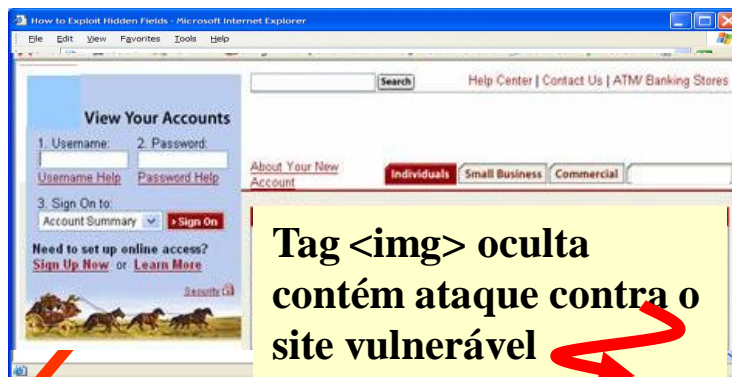 How to Exploit Hidden Fields - Microsoft Internet Explorer
File Edit View Favorites Tools Help
Search
Help Center | Contact Us | ATM/ Banking Stores
View Your Accounts
1. Username: 2. Password:
Username Help Password Help
3. Sign On to:
Account Summary Sign On
Need to set up online access?
Sign Up Now or Learn More
Security
About Your New
Account
Individuals Small Business Commercial
Tag <img> oculta
contém ataque contra o
site vulnerável